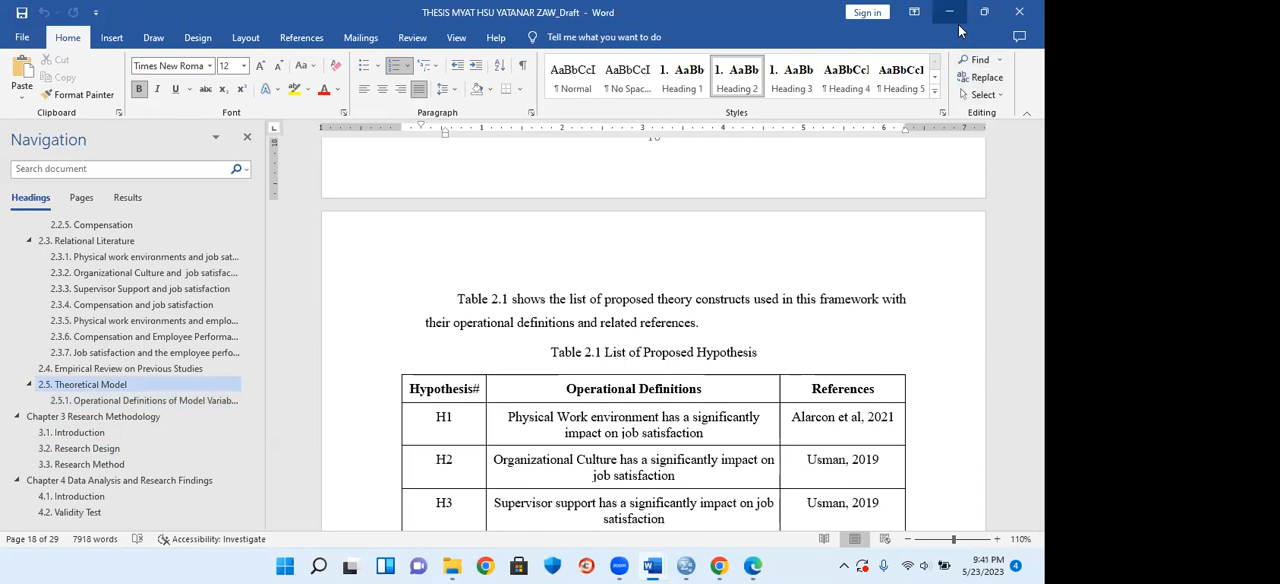 THESIS MYAT HSU YATANAR ZAW_Draft - Word
Sign in
File Home Insert Draw Design Layout References Mailings Review View Help Tell me what you want to do
Paste
Cut
Copy
Format Painter
Clipboard
Times New Roma 12
Font
Paragraph
AaBbCcI AaBbCcI 1. AaBb 1. AaBb 1. AaBb AaBbCcI AaBbCcI
¶ Normal ¶ No Spac... Heading 1 Heading 2 Heading 3 ¶ Heading 4 ¶ Heading 5
Styles
Find
Replace
Select
Editing
Navigation
Search document
Headings Pages Results
2.2.5. Compensation
2.3. Relational Literature
2.3.1. Physical work environments and job sat...
2.3.2. Organizational Culture and job satisfac...
2.3.3. Supervisor Support and job satisfaction
2.3.4. Compensation and job satisfaction
2.3.5. Physical work environments and emplo...
2.3.6. Compensation and Employee Performa...
2.3.7. Job satisfaction and the employee perfo...
2.4. Empirical Review on Previous Studies
2.5. Theoretical Model
2.5.1. Operational Definitions of Model Variab...
Chapter 3 Research Methodology
3.1. Introduction
3.2. Research Design
3.3. Research Method
Chapter 4 Data Analysis and Research Findings
4.1. Introduction
4.2. Validity Test
1 1 2 3 4 5 6 7
Table 2.1 shows the list of proposed theory constructs used in this framework with
their operational definitions and related references.
Table 2.1 List of Proposed Hypothesis
Hypothesis# Operational Definitions References
H1 Physical Work environment has a significantly Alarcon et al, 2021
impact on job satisfaction
H2 Organizational Culture has a significantly impact on Usman, 2019
job satisfaction
H3 Supervisor support has a significantly impact on job Usman, 2019
satisfaction
Page 18 of 29 7918 words Accessibility: Investigate
110%
9:41 PM
5/23/2023
4